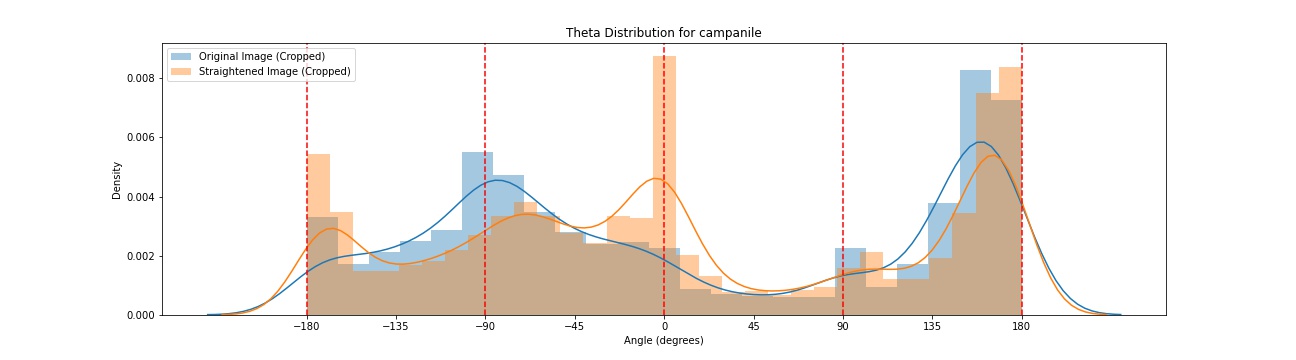 Theta Distribution for campanile
Original Image (Cropped)
Straightened Image (Cropped)
Density
0.008
0.006
0.004
0.002
0.000
−180 −135 −90 −45 0 45 90 135 180
Angle (degrees)